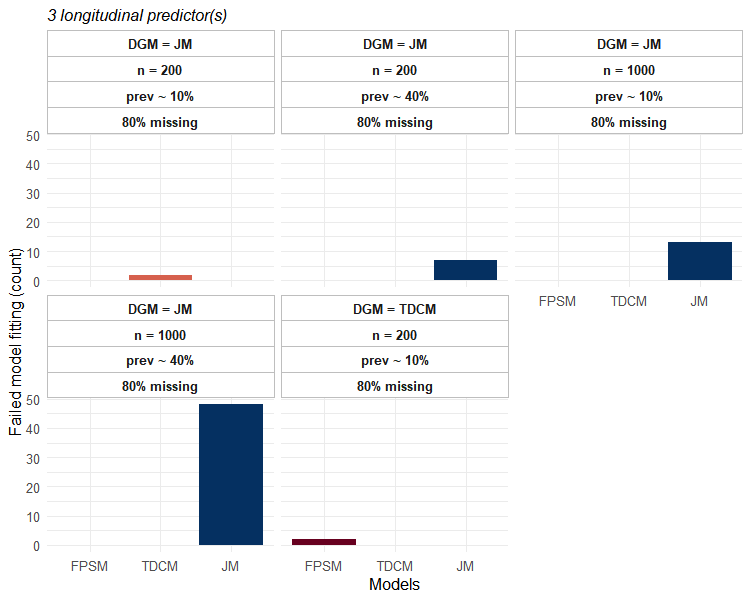 3 longitudinal predictor(s)
DGM = JM
n = 200
prev ~ 10%
80% missing
DGM = JM
n = 200
prev ~ 40%
80% missing
DGM = JM
n = 1000
prev ~ 10%
80% missing
50
40
30
20
10
0
FPSM TDCM JM
DGM = JM
n = 1000
prev ~ 40%
80% missing
DGM = TDCM
n = 200
prev ~ 10%
80% missing
50
40
30
20
10
0
FPSM TDCM JM
FPSM TDCM JM
Models
Failed model fitting (count)